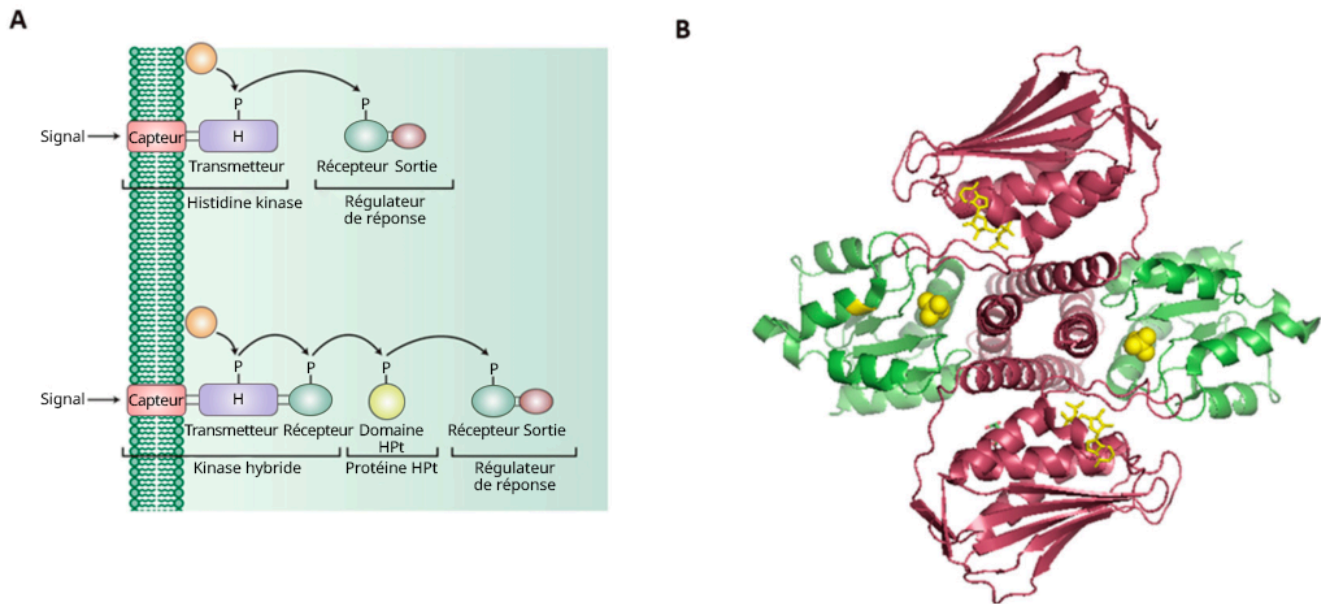 A
B
P
P
Signal
Capteur
H
Transmetteur
Récepteur Sortie
Histidine kinase
Régulateur
de réponse
P
P
P
P
Signal
Capteur
H
Transmetteur Récepteur
Domaine
HPt
Récepteur Sortie
Kinase hybride
Protéine HPt
Régulateur
de réponse